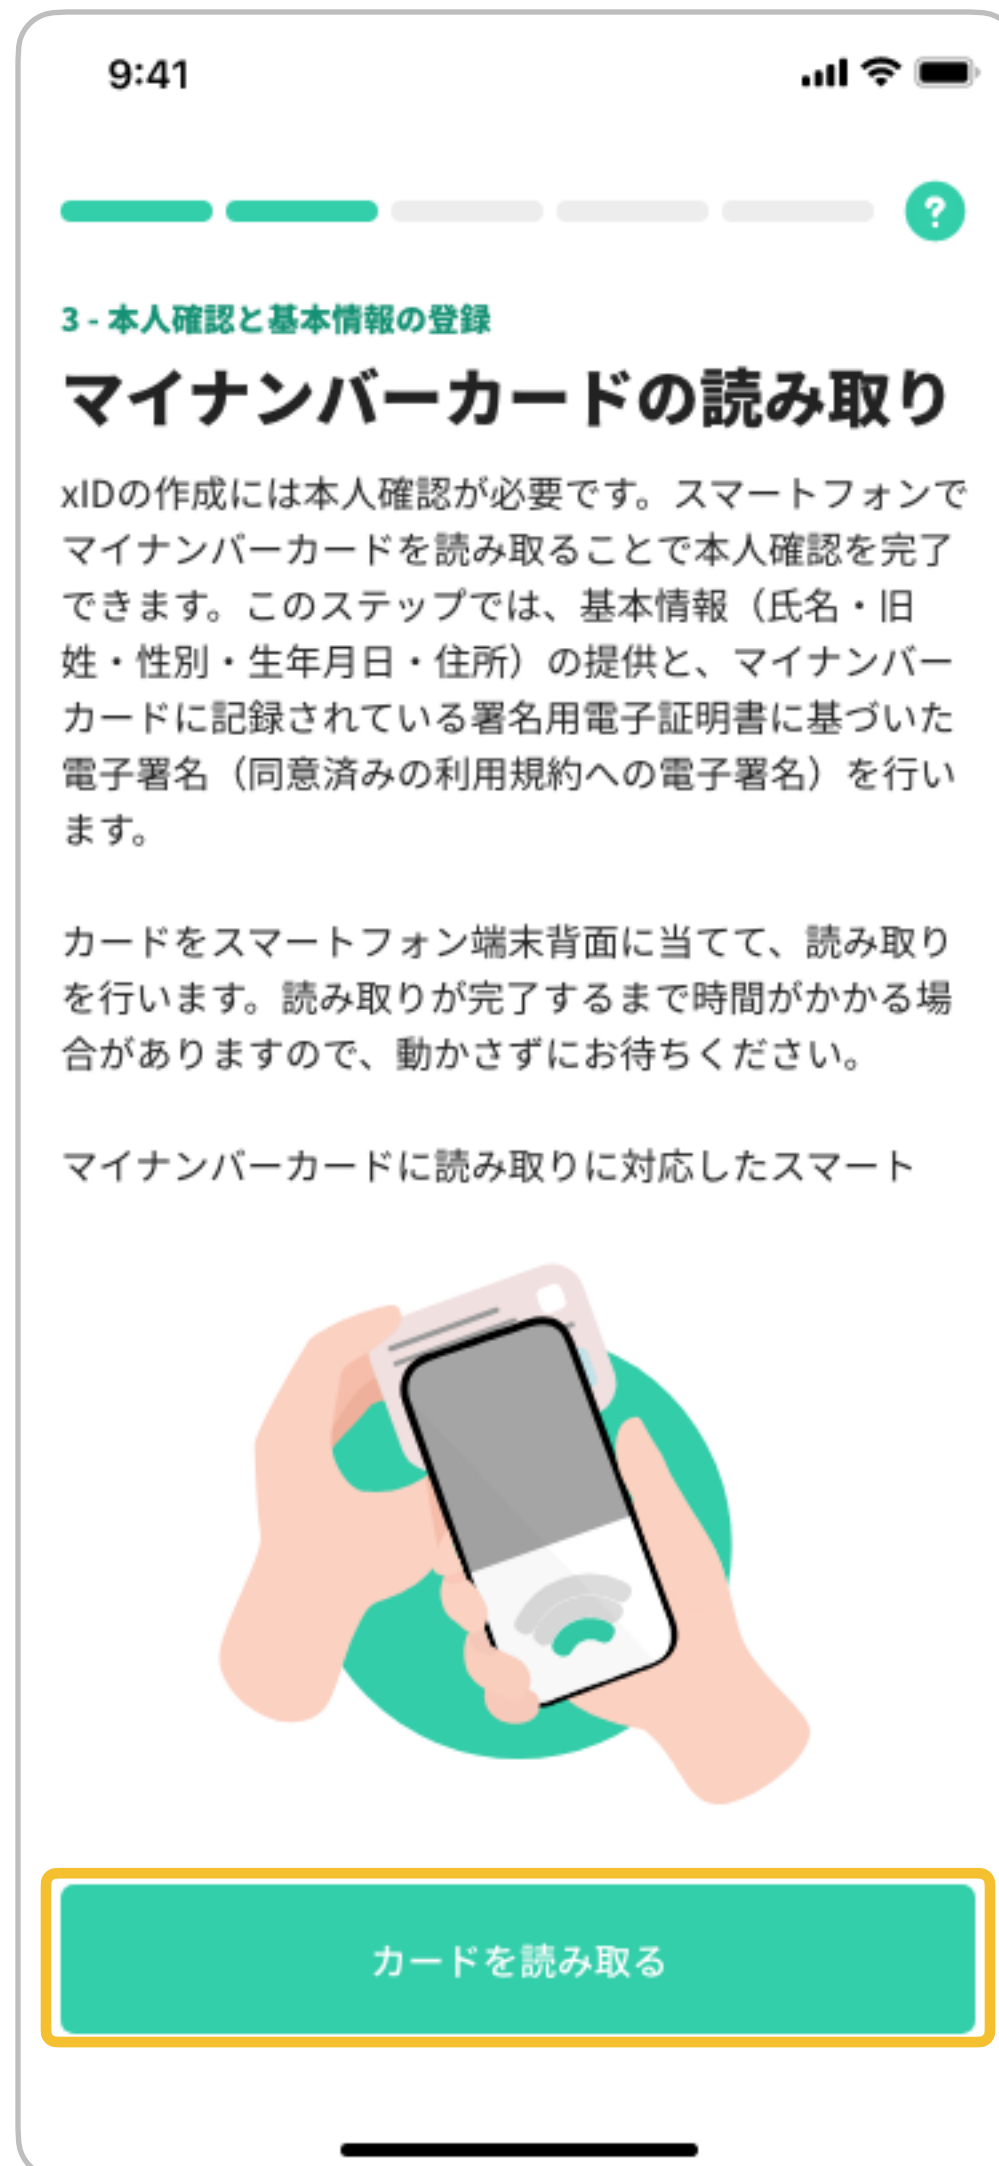 9:41
?
3 - 本人確認と基本情報の登録
マイナンバーカードの読み取り
xIDの作成には本人確認が必要です。スマートフォンで
マイナンバーカードを読み取ることで本人確認を完了
できます。このステップでは、基本情報（氏名・旧
姓・性別・生年月日・住所）の提供と、マイナンバー
カードに記録されている署名用電子証明書に基づいた
電子署名（同意済みの利用規約への電子署名）を行い
ます。
カードをスマートフォン端末背面に当てて、読み取り
を行います。読み取りが完了するまで時間がかかる場
合がありますので、動かさずにお待ちください。
マイナンバーカードに読み取りに対応したスマート
カードを読み取る